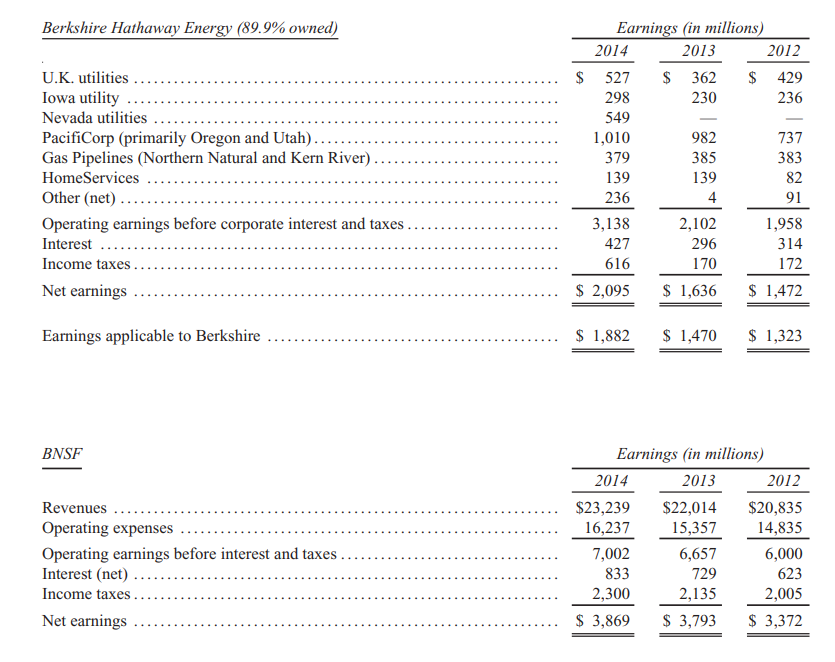 Berkshire Hathaway Energy (89.9% owned) Earnings (in millions)
2014 2013 2012
U.K. utilities ........ $ 527 $ 362 $ 429
Iowa utility ........ 298 230 236
Nevada utilities ........ 549 — —
PacifiCorp (primarily Oregon and Utah) ........ 1,010 982 737
Gas Pipelines (Northern Natural and Kern River) ........ 379 385 383
HomeServices ........ 139 139 82
Other (net) ........ 236 4 91
Operating earnings before corporate interest and taxes ........ 3,138 2,102 1,958
Interest ........ 427 296 314
Income taxes ........ 616 170 172
Net earnings ........ $ 2,095 $ 1,636 $ 1,472
Earnings applicable to Berkshire ........ $ 1,882 $ 1,470 $ 1,323
BNSF Earnings (in millions)
2014 2013 2012
Revenues ........ $23,239 $22,014 $20,835
Operating expenses ........ 16,237 15,357 14,835
Operating earnings before interest and taxes ........ 7,002 6,657 6,000
Interest (net) ........ 833 729 623
Income taxes ........ 2,300 2,135 2,005
Net earnings ........ $ 3,869 $ 3,793 $ 3,372